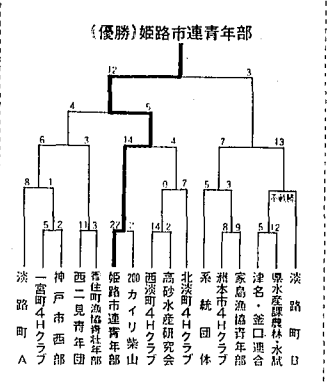 (優勝)姫路市連青年部
12 3
4 5
6 3 14 4 7 13
8 1 0 7 5 3 不戦勝
5 2 11 3 22 14 2 8 9 5 12
淡路町A
一宮町4Hクラブ
神戸市西部
西二見青年団
香住町漁協青壮年部
姫路市連青年部
200カイリ柴山
西淡町4Hクラブ
高砂水産研究会
北淡町4Hクラブ
系統団体
洲本市4Hクラブ
家島漁協青年部
津名・釜口連合
県水産課農林・水試
淡路町B